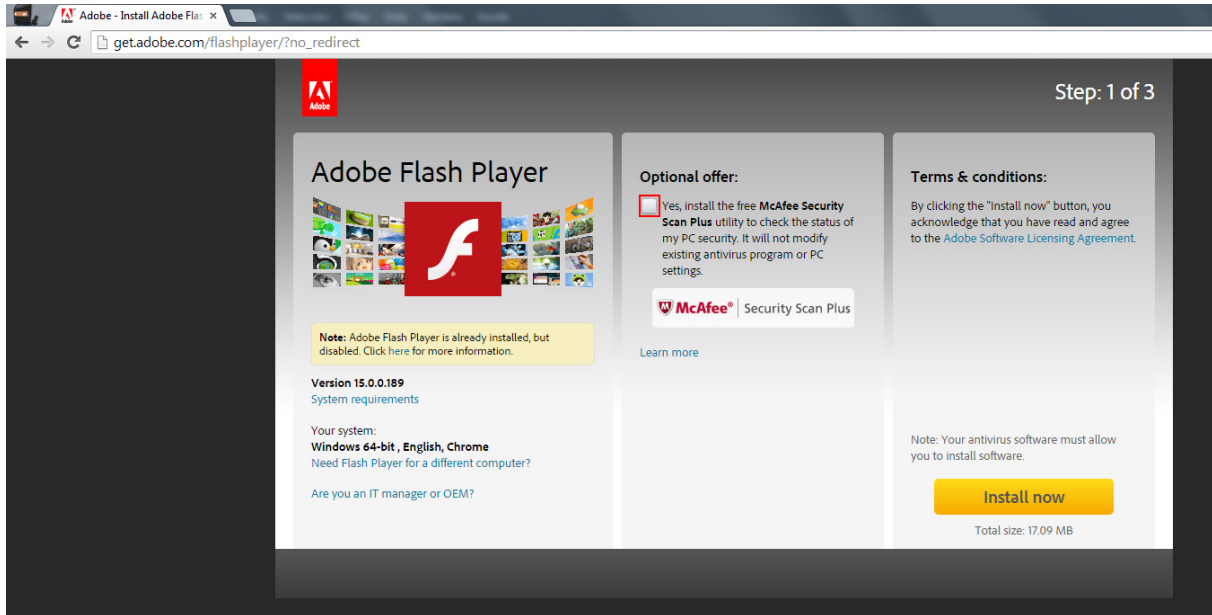 Adobe - Install Adobe Flas
get.adobe.com/flashplayer/?no_redirect
Adobe
Step: 1 of 3
Adobe Flash Player
Note: Adobe Flash Player is already installed, but
disabled. Click here for more information.
Version 15.0.0.189
System requirements
Your system:
Windows 64-bit , English, Chrome
Need Flash Player for a different computer?
Are you an IT manager or OEM?
Optional offer:
Yes, install the free McAfee Security
Scan Plus utility to check the status of
my PC security. It will not modify
existing antivirus program or PC
settings.
McAfee® Security Scan Plus
Learn more
Terms & conditions:
By clicking the "Install now" button, you
acknowledge that you have read and agree
to the Adobe Software Licensing Agreement.
Note: Your antivirus software must allow
you to install software.
Install now
Total size: 17.09 MB